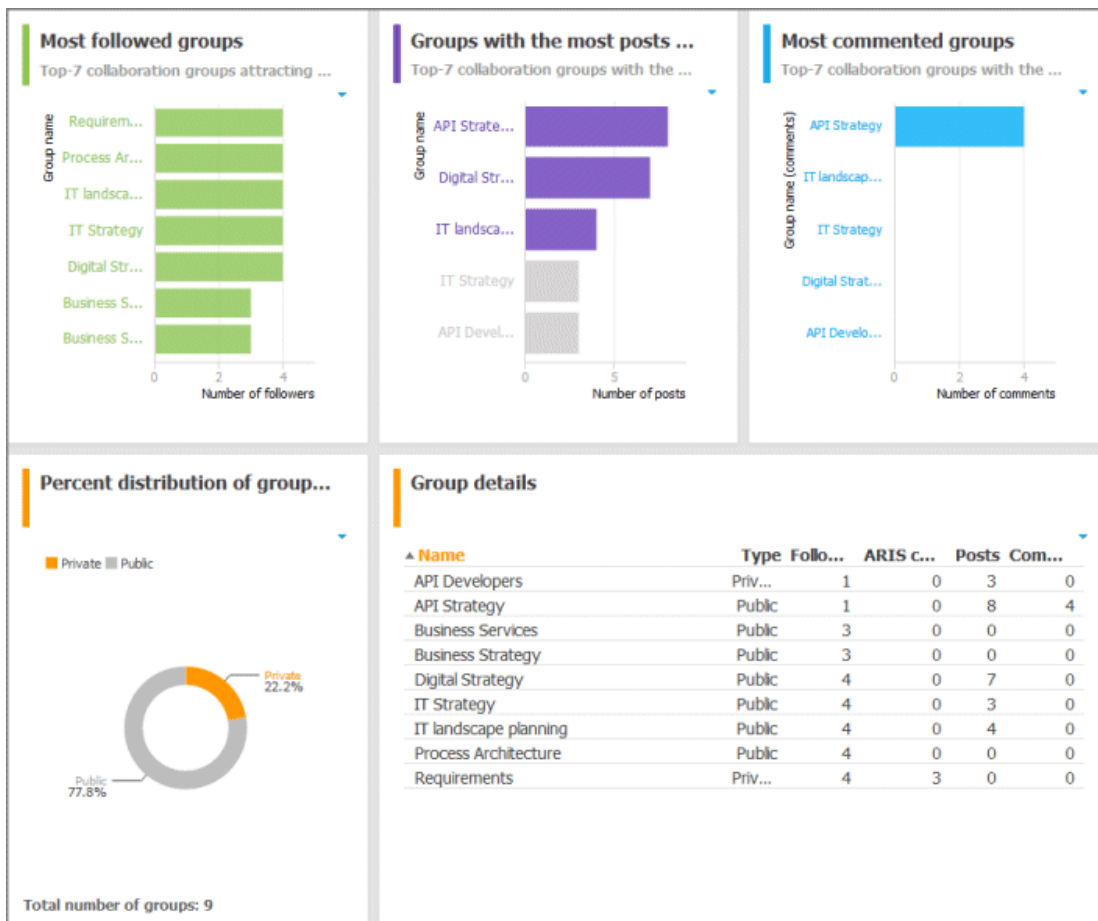 Most followed groups
Top-7 collaboration groups attracting ...
Group name
Requirem...
Process Ar...
IT landsca...
IT Strategy
Digital Str...
Business S...
Business S...
0 2 4
Number of followers
Groups with the most posts ...
Top-7 collaboration groups with the ...
Group name
API Strate...
Digital Str...
IT landsca...
IT Strategy
API Devel...
0 5
Number of posts
Most commented groups
Top-7 collaboration groups with the ...
Group name (comments)
API Strategy
IT landscap...
IT Strategy
Digital Strat...
API Develo...
0 2 4
Number of comments
Percent distribution of group...
Private Public
Private
22.2%
Public
77.8%
Total number of groups: 9
Group details
Name Type Follo... ARIS c... Posts Com...
API Developers Priv... 1 0 3 0
API Strategy Public 1 0 8 4
Business Services Public 3 0 0 0
Business Strategy Public 3 0 0 0
Digital Strategy Public 4 0 7 0
IT Strategy Public 4 0 3 0
IT landscape planning Public 4 0 4 0
Process Architecture Public 4 0 0 0
Requirements Priv... 4 3 0 0